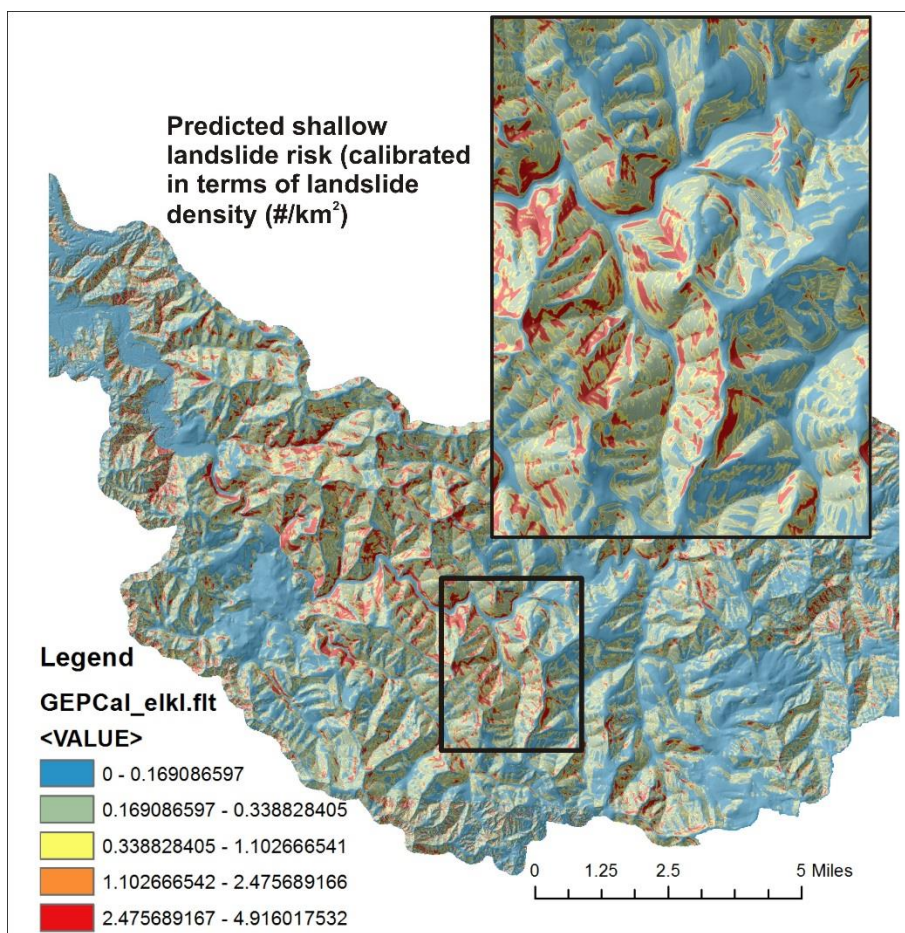 Predicted shallow
landslide risk (calibrated
in terms of landslide
density (#/km²)
Legend
GEPCal_elkl.flt
<VALUE>
0 - 0.169086597
0.169086597 - 0.338828405
0.338828405 - 1.102666541
1.102666542 - 2.475689166
2.475689167 - 4.916017532
0 1.25 2.5 5 Miles